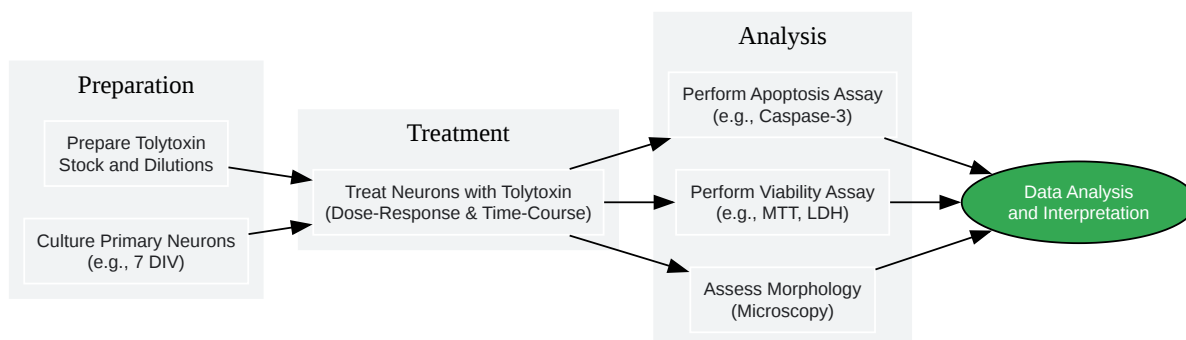 Preparation
Prepare Tolytoxin
Stock and Dilutions
Culture Primary Neurons
(e.g., 7 DIV)
Treatment
Treat Neurons with Tolytoxin
(Dose-Response & Time-Course)
Analysis
Perform Apoptosis Assay
(e.g., Caspase-3)
Perform Viability Assay
(e.g., MTT, LDH)
Assess Morphology
(Microscopy)
Data Analysis
and Interpretation